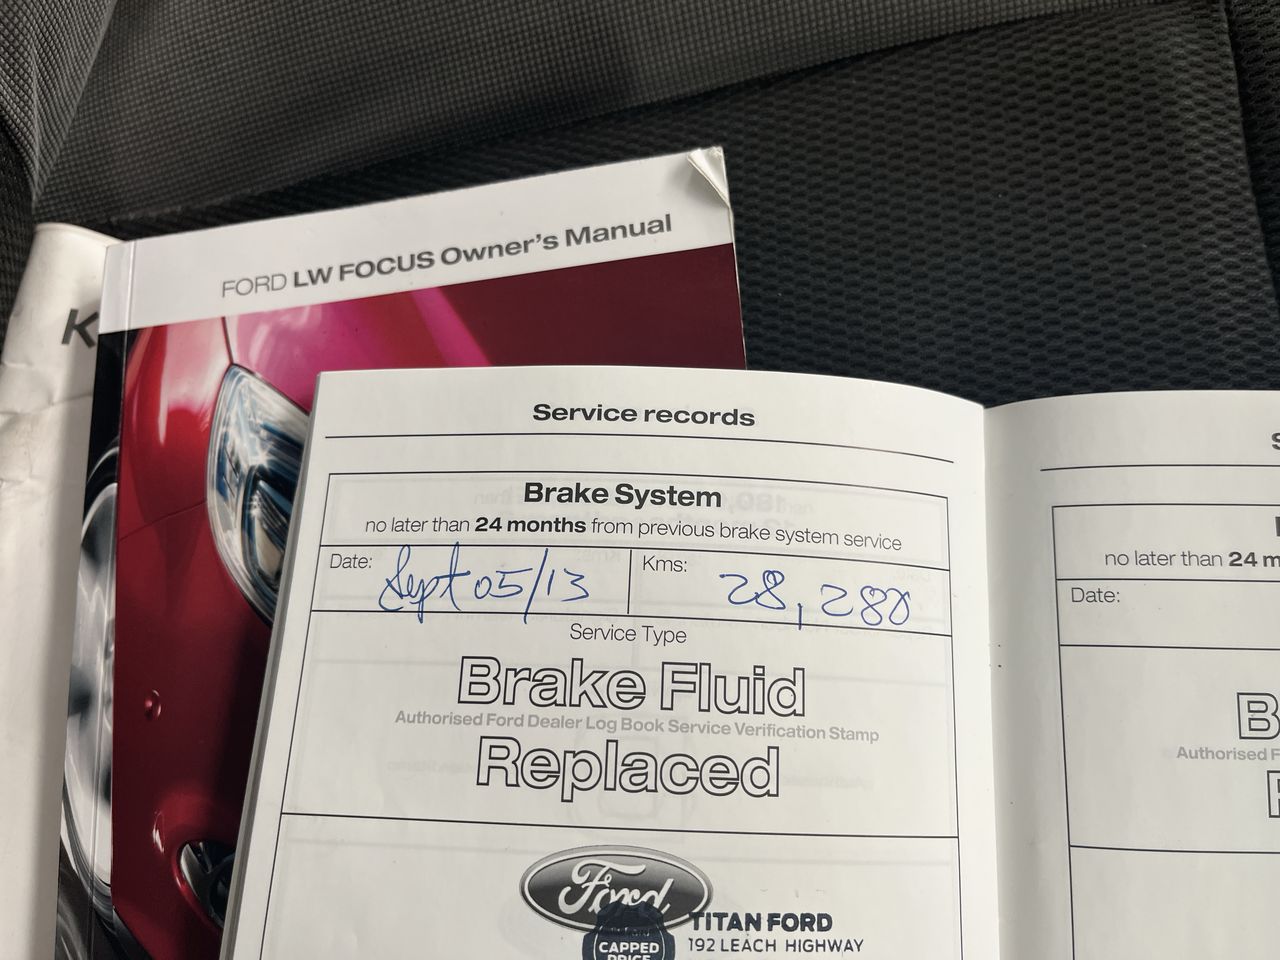 K
FORD LW FOCUS Owner's Manual
Service records
Brake System
no later than 24 months from previous brake system service
Date: Sept 05/13 Kms: 28,280
Service Type
Brake Fluid
Authorised Ford Dealer Log Book Service Verification Stamp
Replaced
Ford
CAPPED
PRICE
TITAN FORD
192 LEACH HIGHWAY
S
no later than 24 m
Date:
B
Authorised F